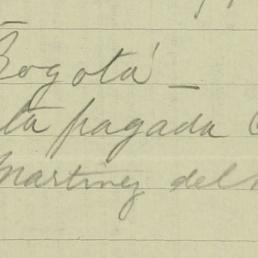 Bogotá _
ta pagada
Martinez del